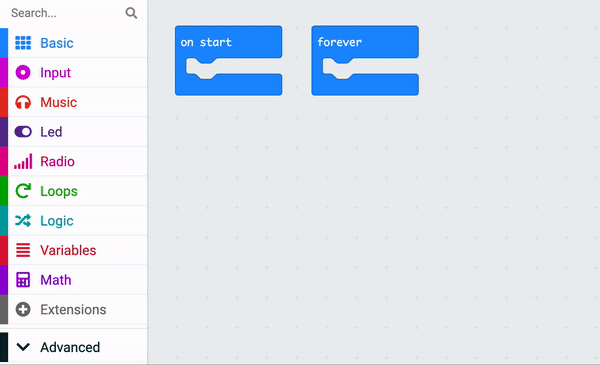 Search...
Basic
Input
Music
Led
Radio
Loops
Logic
Variables
Math
Extensions
Advanced
on start
forever